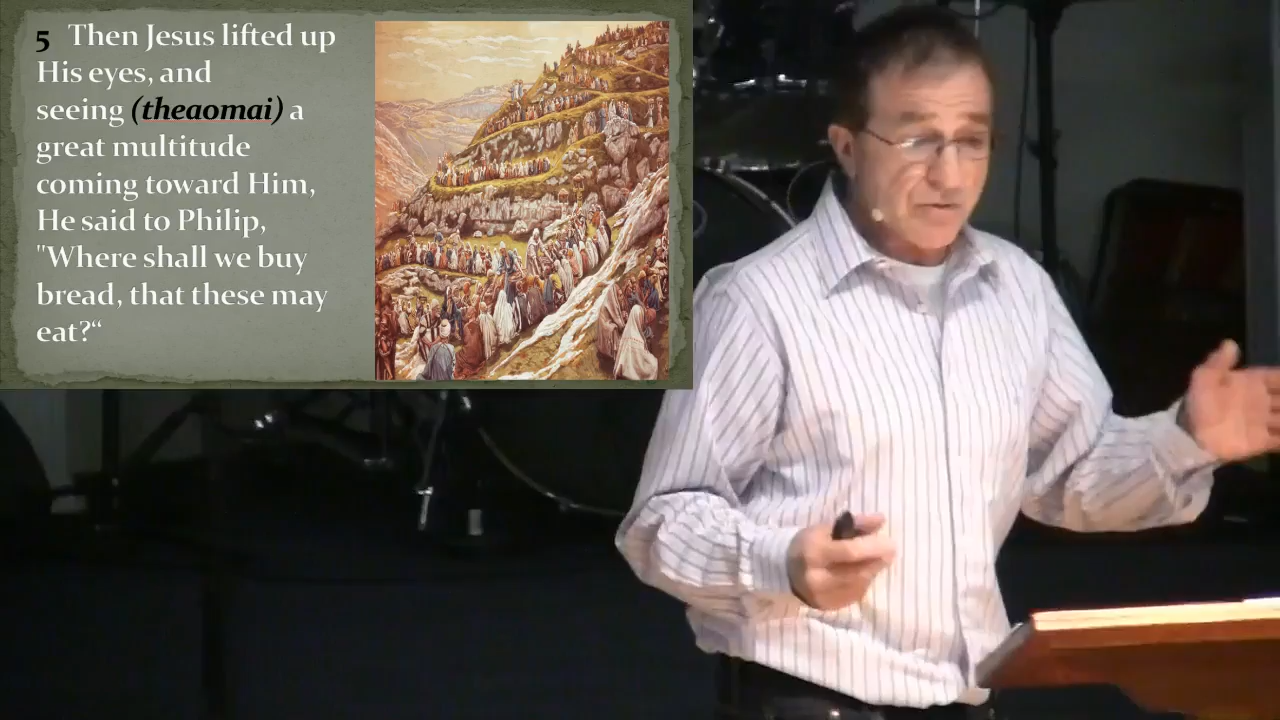 5 Then Jesus lifted up
His eyes, and
seeing (theaomai) a
great multitude
coming toward Him,
He said to Philip,
"Where shall we buy
bread, that these may
eat?“